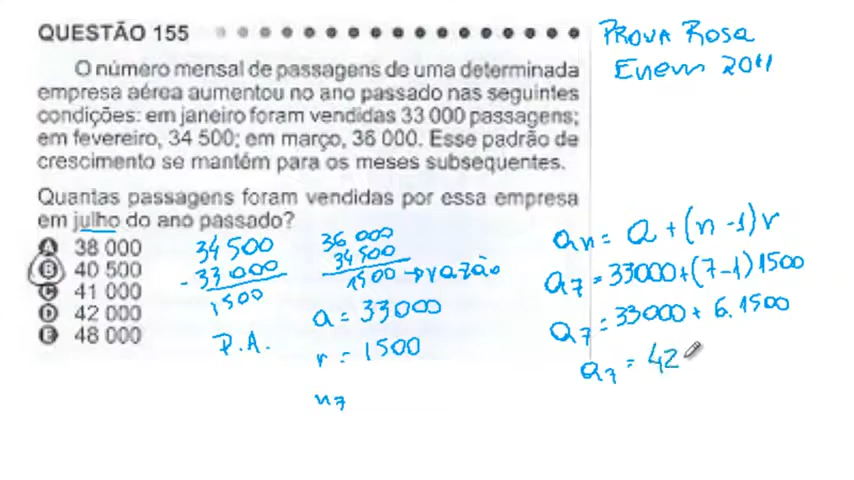 QUESTÃO 155
O número mensal de passagens de uma determinada
empresa aérea aumentou no ano passado nas seguintes
condições: em janeiro foram vendidas 33 000 passagens;
em fevereiro, 34 500; em março, 36 000. Esse padrão de
crescimento se mantém para os meses subsequentes.
Quantas passagens foram vendidas por essa empresa
em julho do ano passado?
A 38 000
B 40 500
C 41 000
D 42 000
E 48 000
34 500
- 33 000
1500
P.A.
36 000
34 500
1500 → razão
a = 33000
r = 1500
n7
PROVA ROSA
Enem 2011
an = a + (n -1) r
a7 = 33000 + (7-1) 1500
a7 = 33000 + 6.1500
a7 = 42